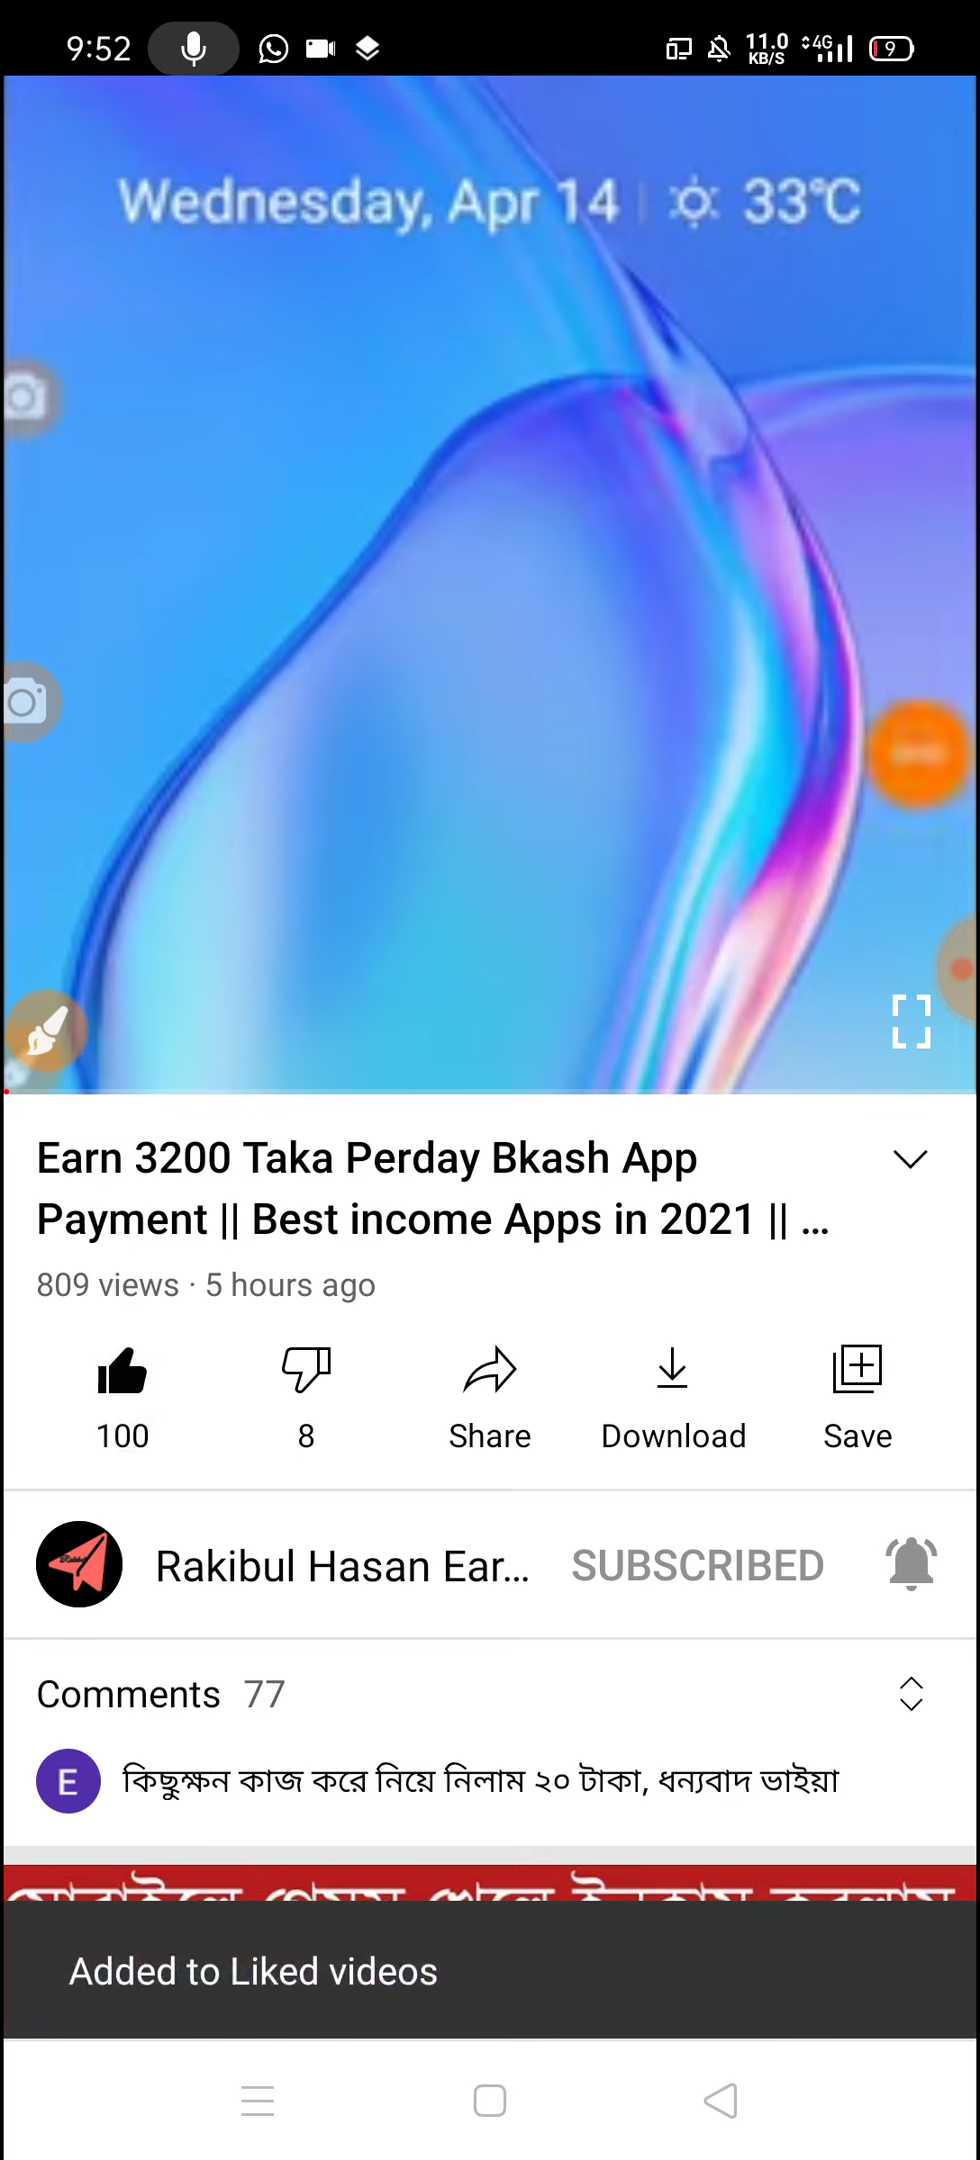 9:52
11.0 KB/S 4G 9
Wednesday, Apr 14 | 33°C
Earn 3200 Taka Perday Bkash App
Payment || Best income Apps in 2021 || ...
809 views · 5 hours ago
100 8 Share Download Save
Rakibul Hasan Ear... SUBSCRIBED
Comments 77
E কিছুক্ষন কাজ করে নিয়ে নিলাম ২০ টাকা, ধন্যবাদ ভাইয়া
Added to Liked videos